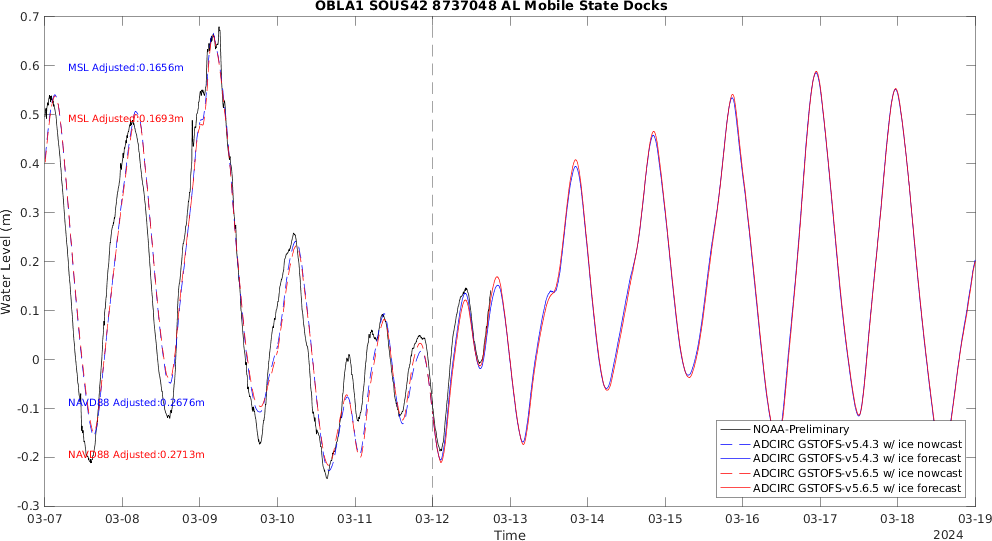 OBLA1 SOUS42 8737048 AL Mobile State Docks
Water Level (m)
0.7
0.6
0.5
0.4
0.3
0.2
0.1
0
-0.1
-0.2
-0.3
MSL Adjusted:0.1656m
MSL Adjusted:0.1693m
NAVD88 Adjusted:0.2676m
NAVD88 Adjusted:0.2713m
NOAA-Preliminary
ADCIRC GSTOFS-v5.4.3 w/ ice nowcast
ADCIRC GSTOFS-v5.4.3 w/ ice forecast
ADCIRC GSTOFS-v5.6.5 w/ ice nowcast
ADCIRC GSTOFS-v5.6.5 w/ ice forecast
03-07 03-08 03-09 03-10 03-11 03-12 03-13 03-14 03-15 03-16 03-17 03-18 03-19
Time
2024